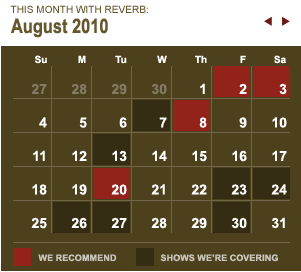 THIS MONTH WITH REVERB:
August 2010
Su M Tu W Th F Sa
27 28 29 30 1 2 3
4 5 6 7 8 9 10
11 12 13 14 15 16 17
18 19 20 21 22 23 24
25 26 27 28 29 30 31
WE RECOMMEND SHOWS WE'RE COVERING